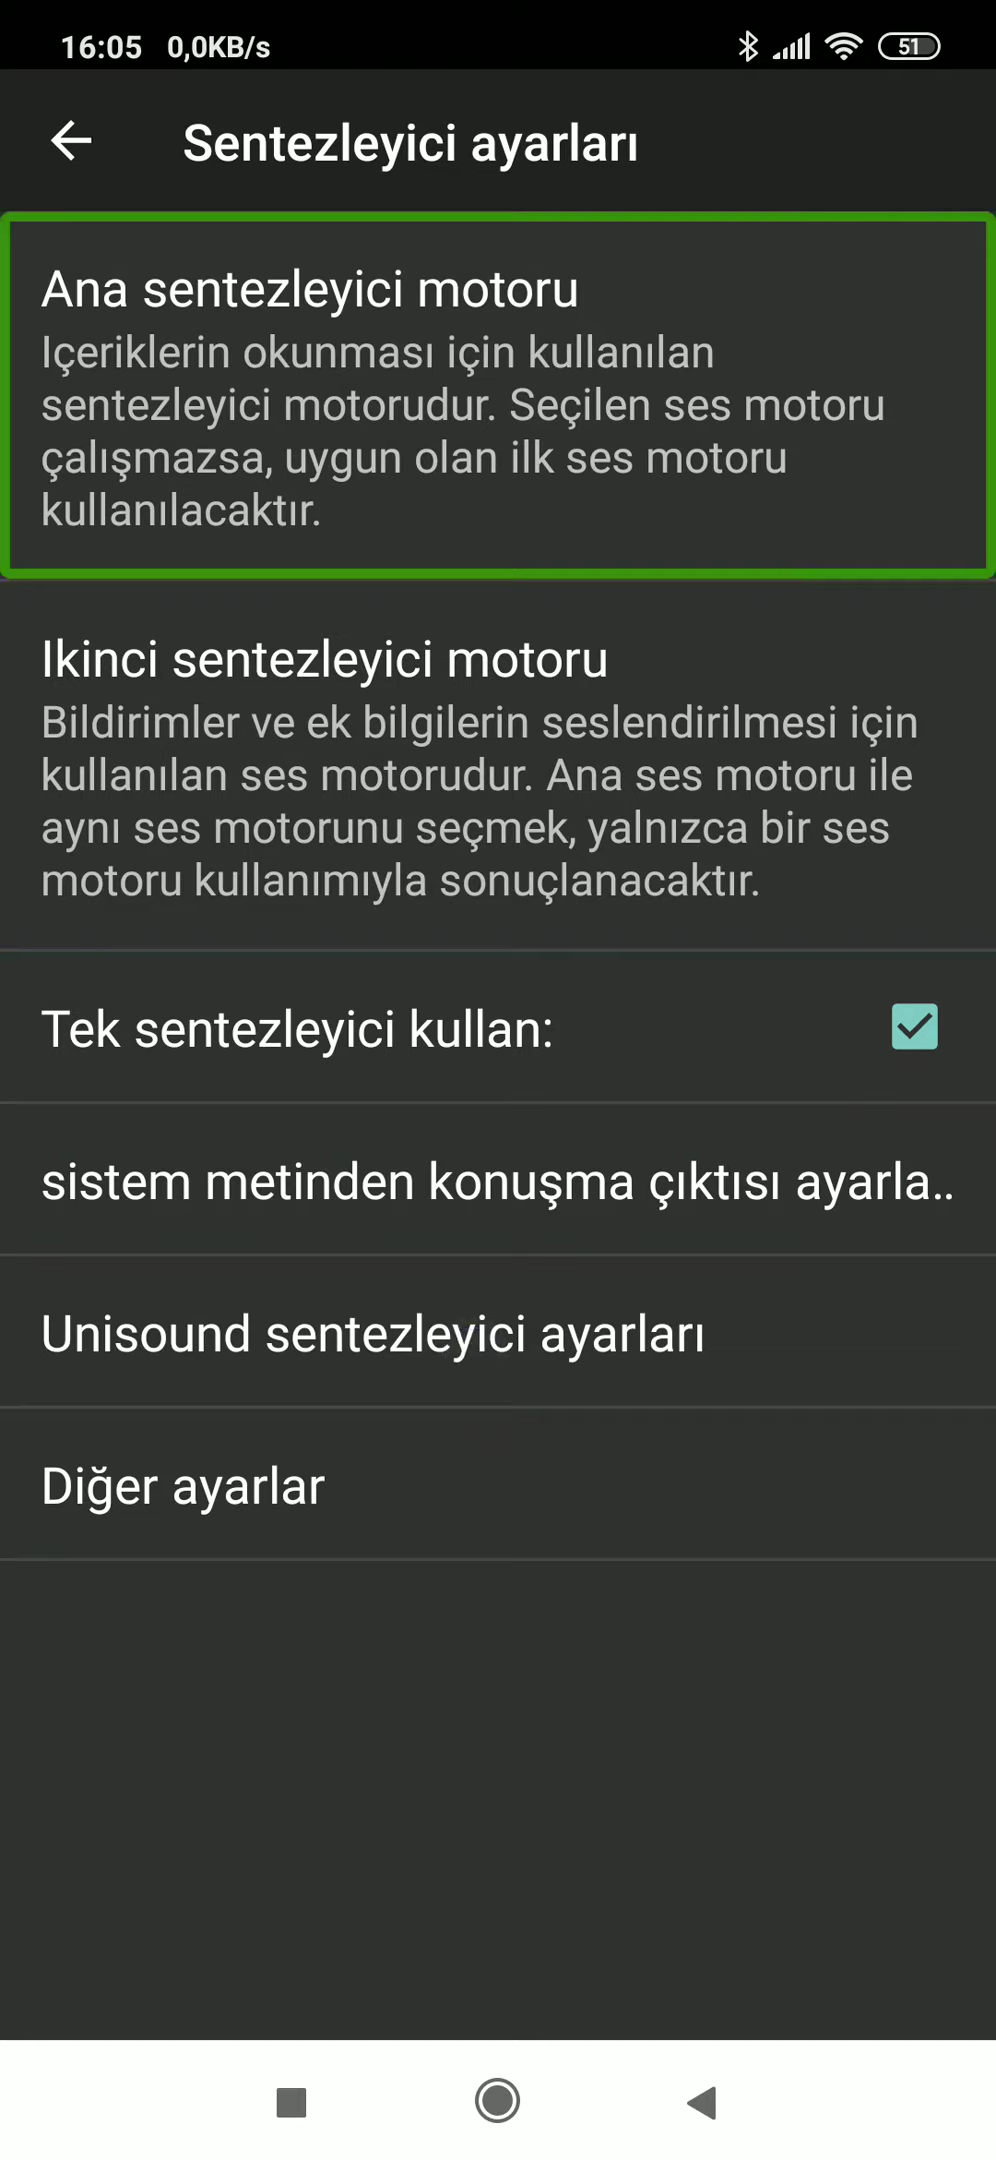 16:05 0,0KB/s 51
Sentezleyici ayarları
Ana sentezleyici motoru
Içeriklerin okunması için kullanılan
sentezleyici motorudur. Seçilen ses motoru
çalışmazsa, uygun olan ilk ses motoru
kullanılacaktır.
Ikinci sentezleyici motoru
Bildirimler ve ek bilgilerin seslendirilmesi için
kullanılan ses motorudur. Ana ses motoru ile
aynı ses motorunu seçmek, yalnızca bir ses
motoru kullanımıyla sonuçlanacaktır.
Tek sentezleyici kullan:
sistem metinden konuşma çıktısı ayarla..
Unisound sentezleyici ayarları
Diğer ayarlar